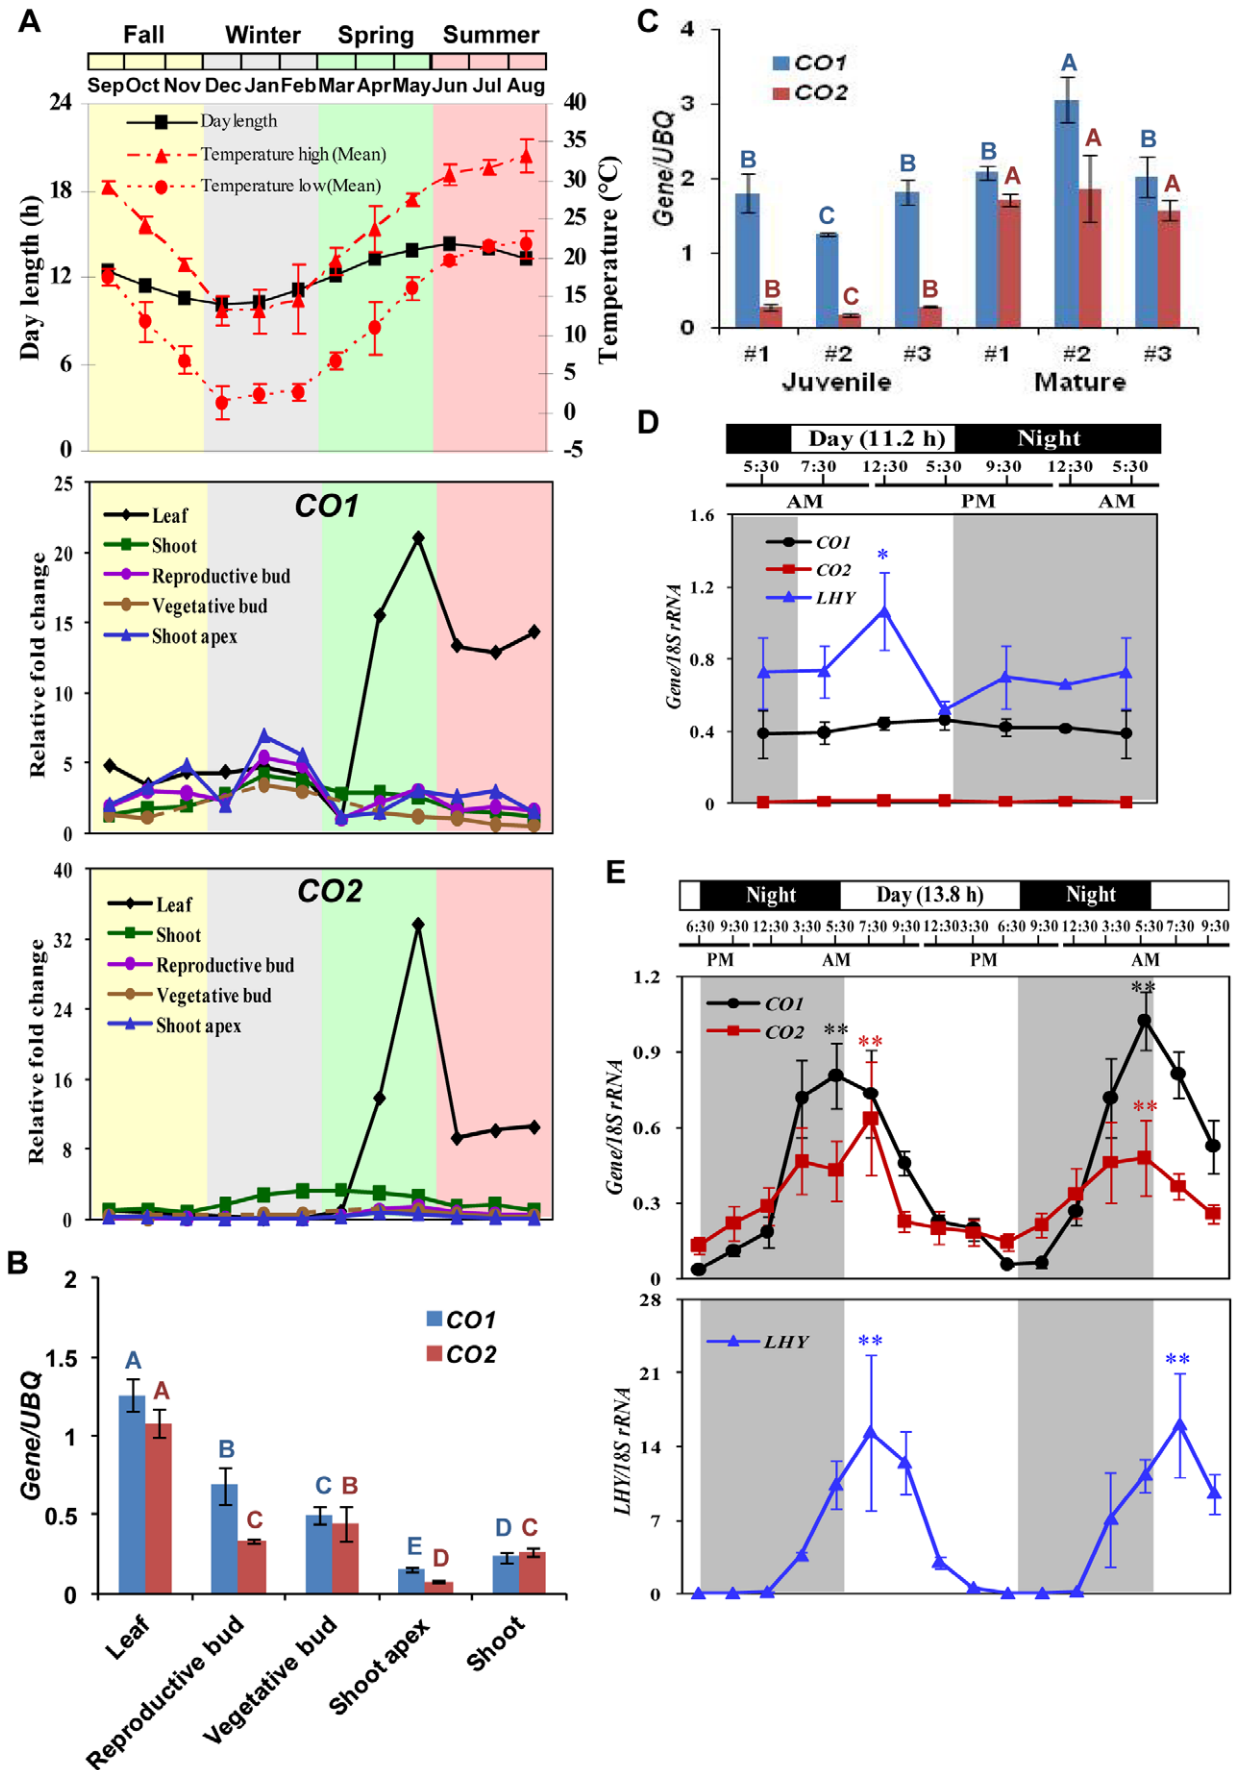 A
Fall Winter Spring Summer
Sep Oct Nov Dec Jan Feb Mar Apr May Jun Jul Aug
Day length (h)
24
18
12
6
0
Day length
Temperature high (Mean)
Temperature low (Mean)
40
35
30
25
20
15
10
5
0
-5
Temperature (°C)
CO1
Relative fold change
25
20
15
10
5
0
Leaf
Shoot
Reproductive bud
Vegetative bud
Shoot apex
CO2
Relative fold change
40
32
24
16
8
0
Leaf
Shoot
Reproductive bud
Vegetative bud
Shoot apex
B
Gene/UBQ
2
1.5
1
0.5
0
CO1
CO2
A A B C C B E D D C
Leaf Reproductive bud Vegetative bud Shoot apex Shoot
C
Gene/UBQ
4
3
2
1
0
CO1
CO2
B B C C B B B A A A B A
#1 #2 #3 #1 #2 #3
Juvenile Mature
D
Day (11.2 h) Night
5:30 7:30 12:30 5:30 9:30 12:30 5:30
AM PM AM
Gene/18S rRNA
1.6
1.2
0.8
0.4
0
CO1
CO2
LHY
*
E
Night Day (13.8 h) Night
6:30 9:30 12:30 3:30 5:30 7:30 9:30 12:30 3:30 6:30 9:30 12:30 3:30 5:30 7:30 9:30
PM AM PM AM
Gene/18S rRNA
1.2
0.9
0.6
0.3
0
CO1
CO2
** ** ** **
LHY/18S rRNA
28
21
14
7
0
LHY
** **